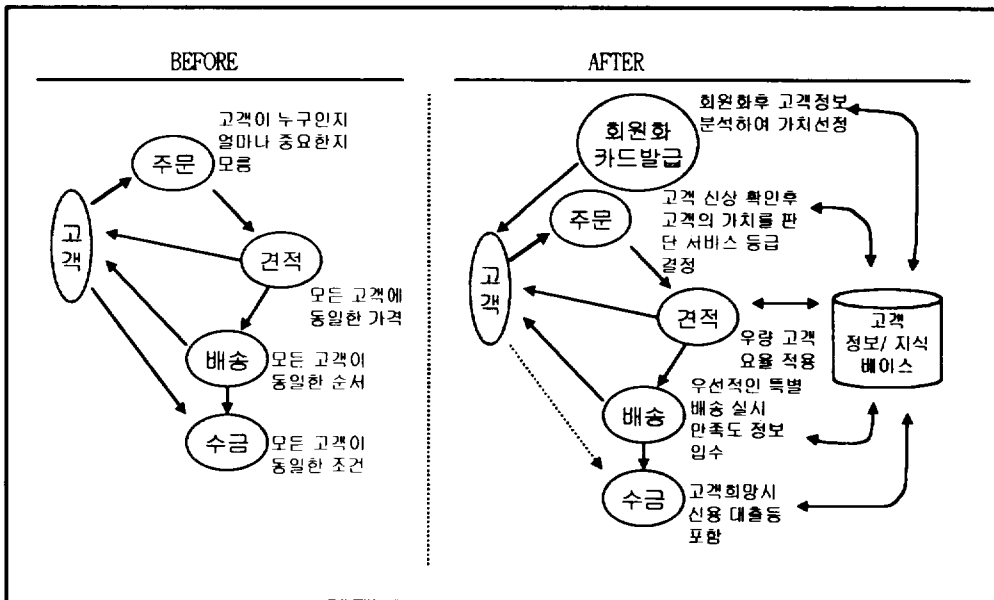 BEFORE
고객이 누구인지
얼마나 중요한지
모름
주문
고
객
견적
모든 고객에
동일한 가격
배송
모든 고객이
동일한 순서
수금
모든 고객이
동일한 조건
AFTER
회원화
카드발급
회원화후 고객정보
분석하여 가치선정
주문
고객 신상 확인후
고객의 가치를 판
단 서비스 등급
결정
고
객
견적
우량 고객
요율 적용
고객
정보/ 지식
베이스
배송
우선적인 특별
배송 실시
만족도 정보
입수
수금
고객희망시
신용 대출등
포함